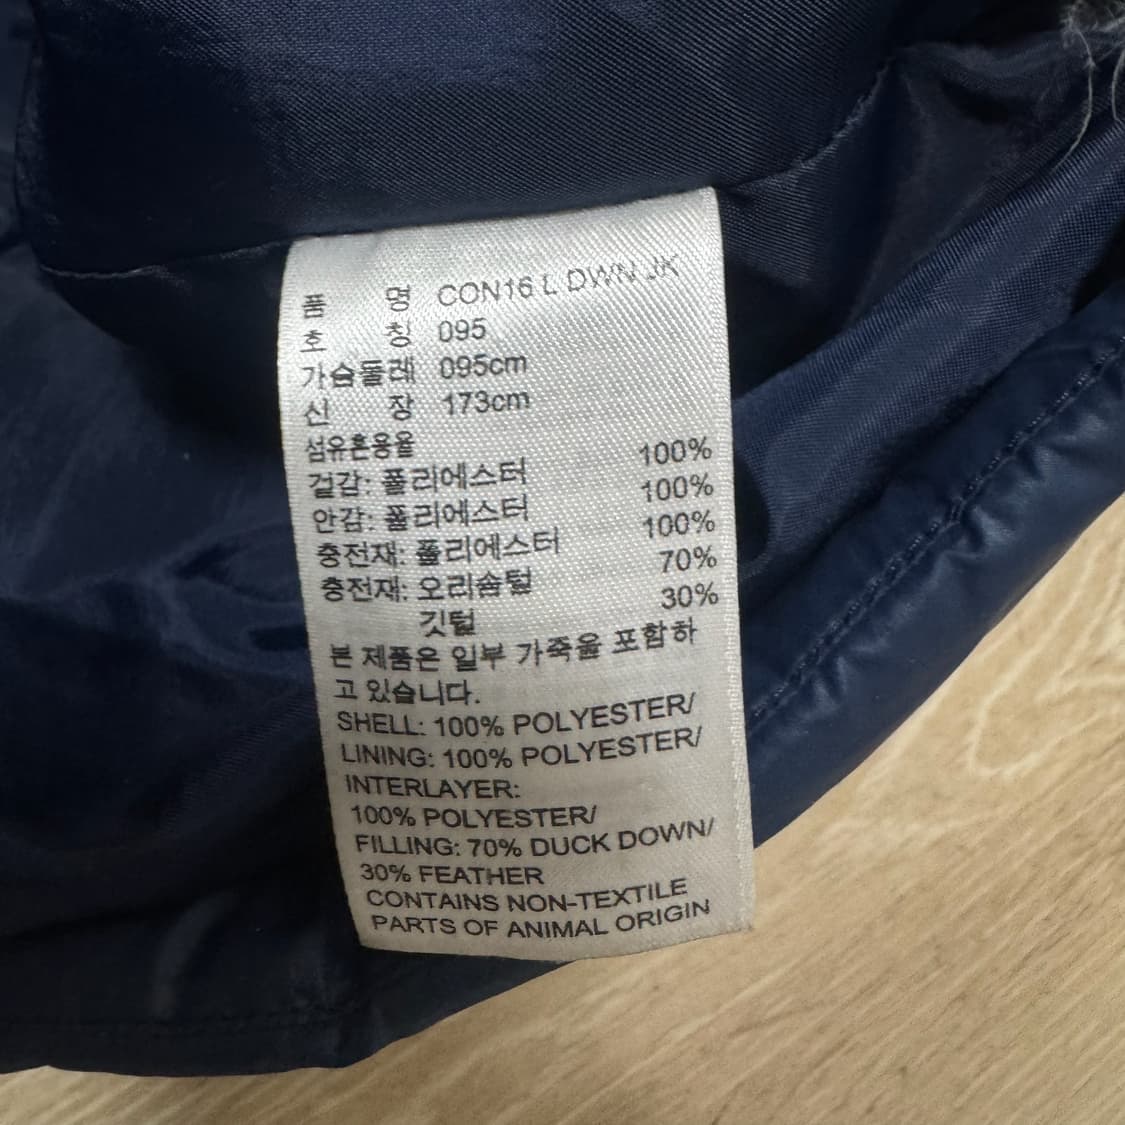 품 명 CON16 L DWN JK
호 칭 095
가슴둘레 095cm
신 장 173cm
섬유혼용율
겉감: 폴리에스터 100%
안감: 폴리에스터 100%
충전재: 폴리에스터 100%
충전재: 오리솜털 70%
깃털 30%
본 제품은 일부 가죽을 포함하
고 있습니다.
SHELL: 100% POLYESTER/
LINING: 100% POLYESTER/
INTERLAYER:
100% POLYESTER/
FILLING: 70% DUCK DOWN/
30% FEATHER
CONTAINS NON-TEXTILE
PARTS OF ANIMAL ORIGIN